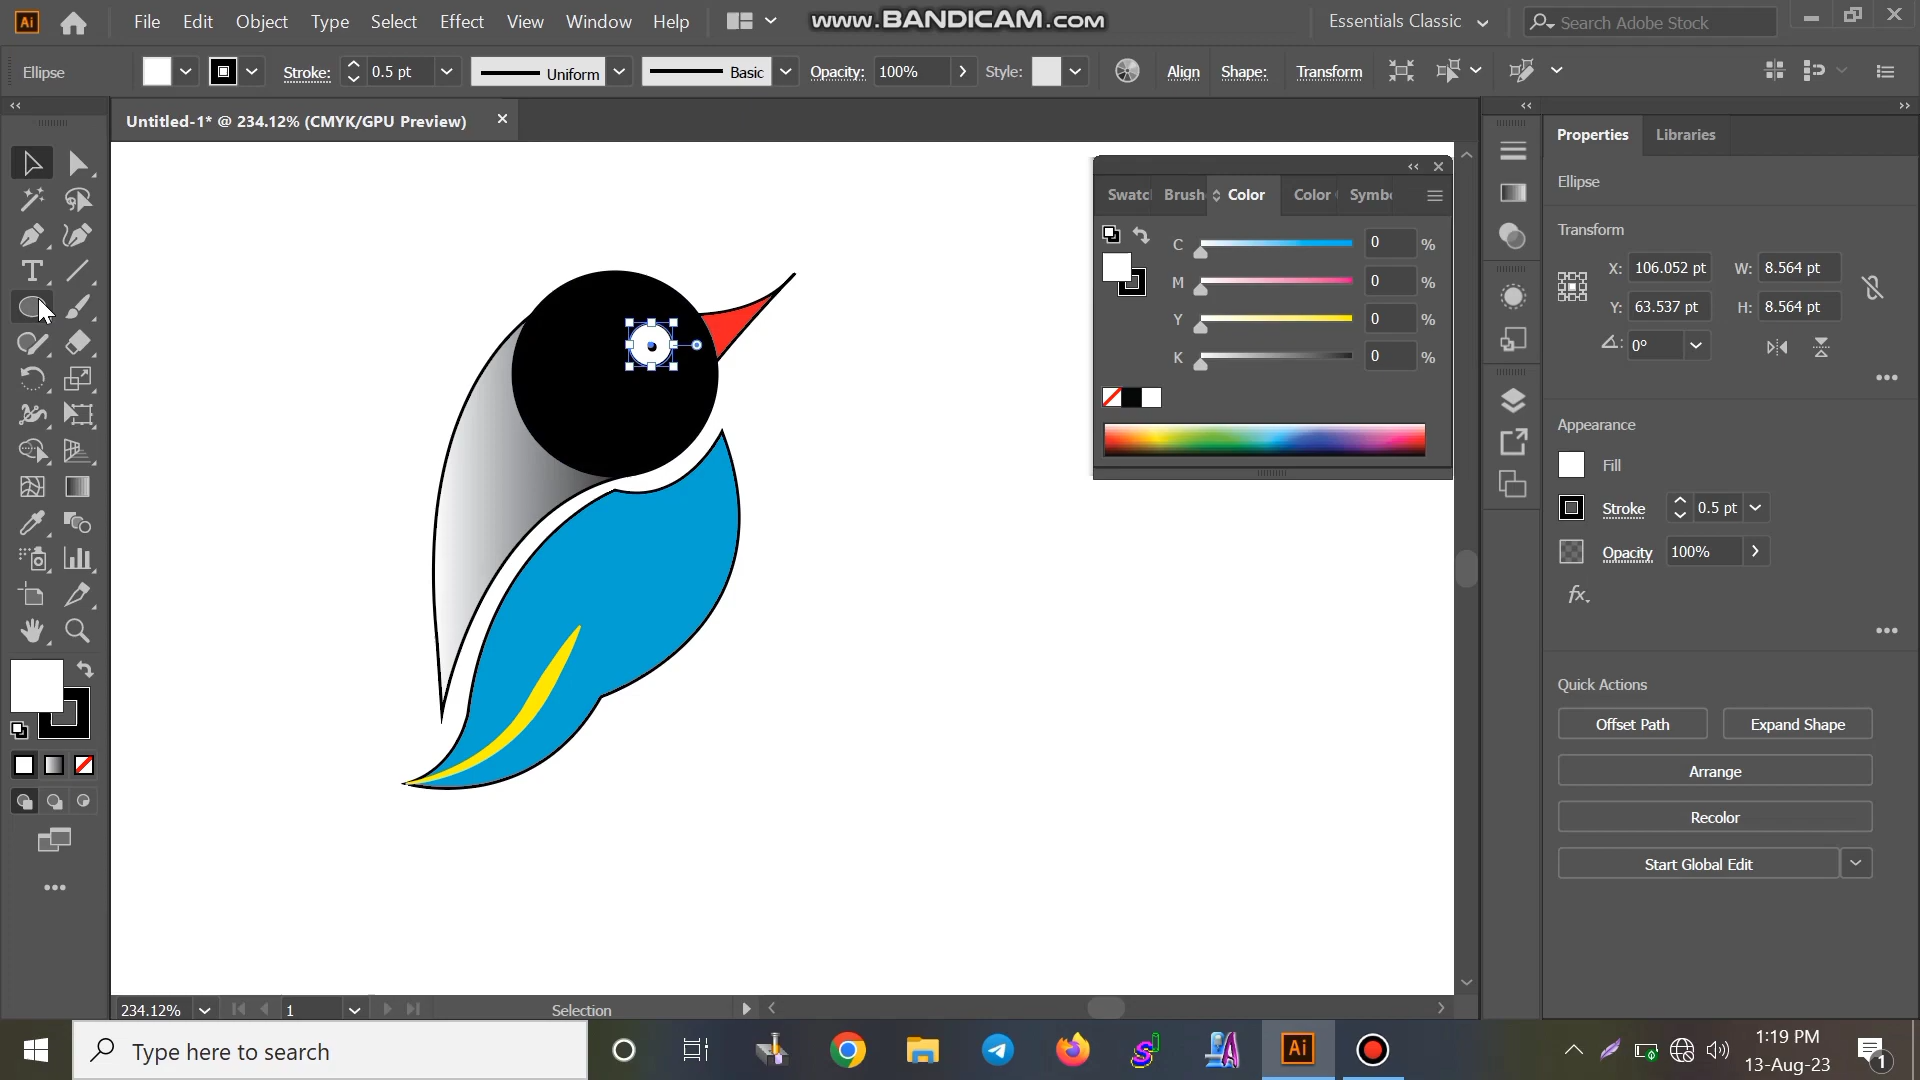 Ai File Edit Object Type Select Effect View Window Help www.BANDICAM.com Essentials Classic Search Adobe Stock
Ellipse Stroke: 0.5 pt Uniform Basic Opacity: 100% Style: Align Shape: Transform
Untitled-1* @ 234.12% (CMYK/GPU Preview)
Properties Libraries
Ellipse
Swatc Brush Color Color Symbo
Transform
C 0 %
X: 106.052 pt W: 8.564 pt
M 0 %
Y: 63.537 pt H: 8.564 pt
Y 0 %
0°
K 0 %
Appearance
Fill
Stroke 0.5 pt
Opacity 100%
fx.
Quick Actions
Offset Path Expand Shape
Arrange
Recolor
Start Global Edit
234.12% 1 Selection
Type here to search Ai 1:19 PM
13-Aug-23 1